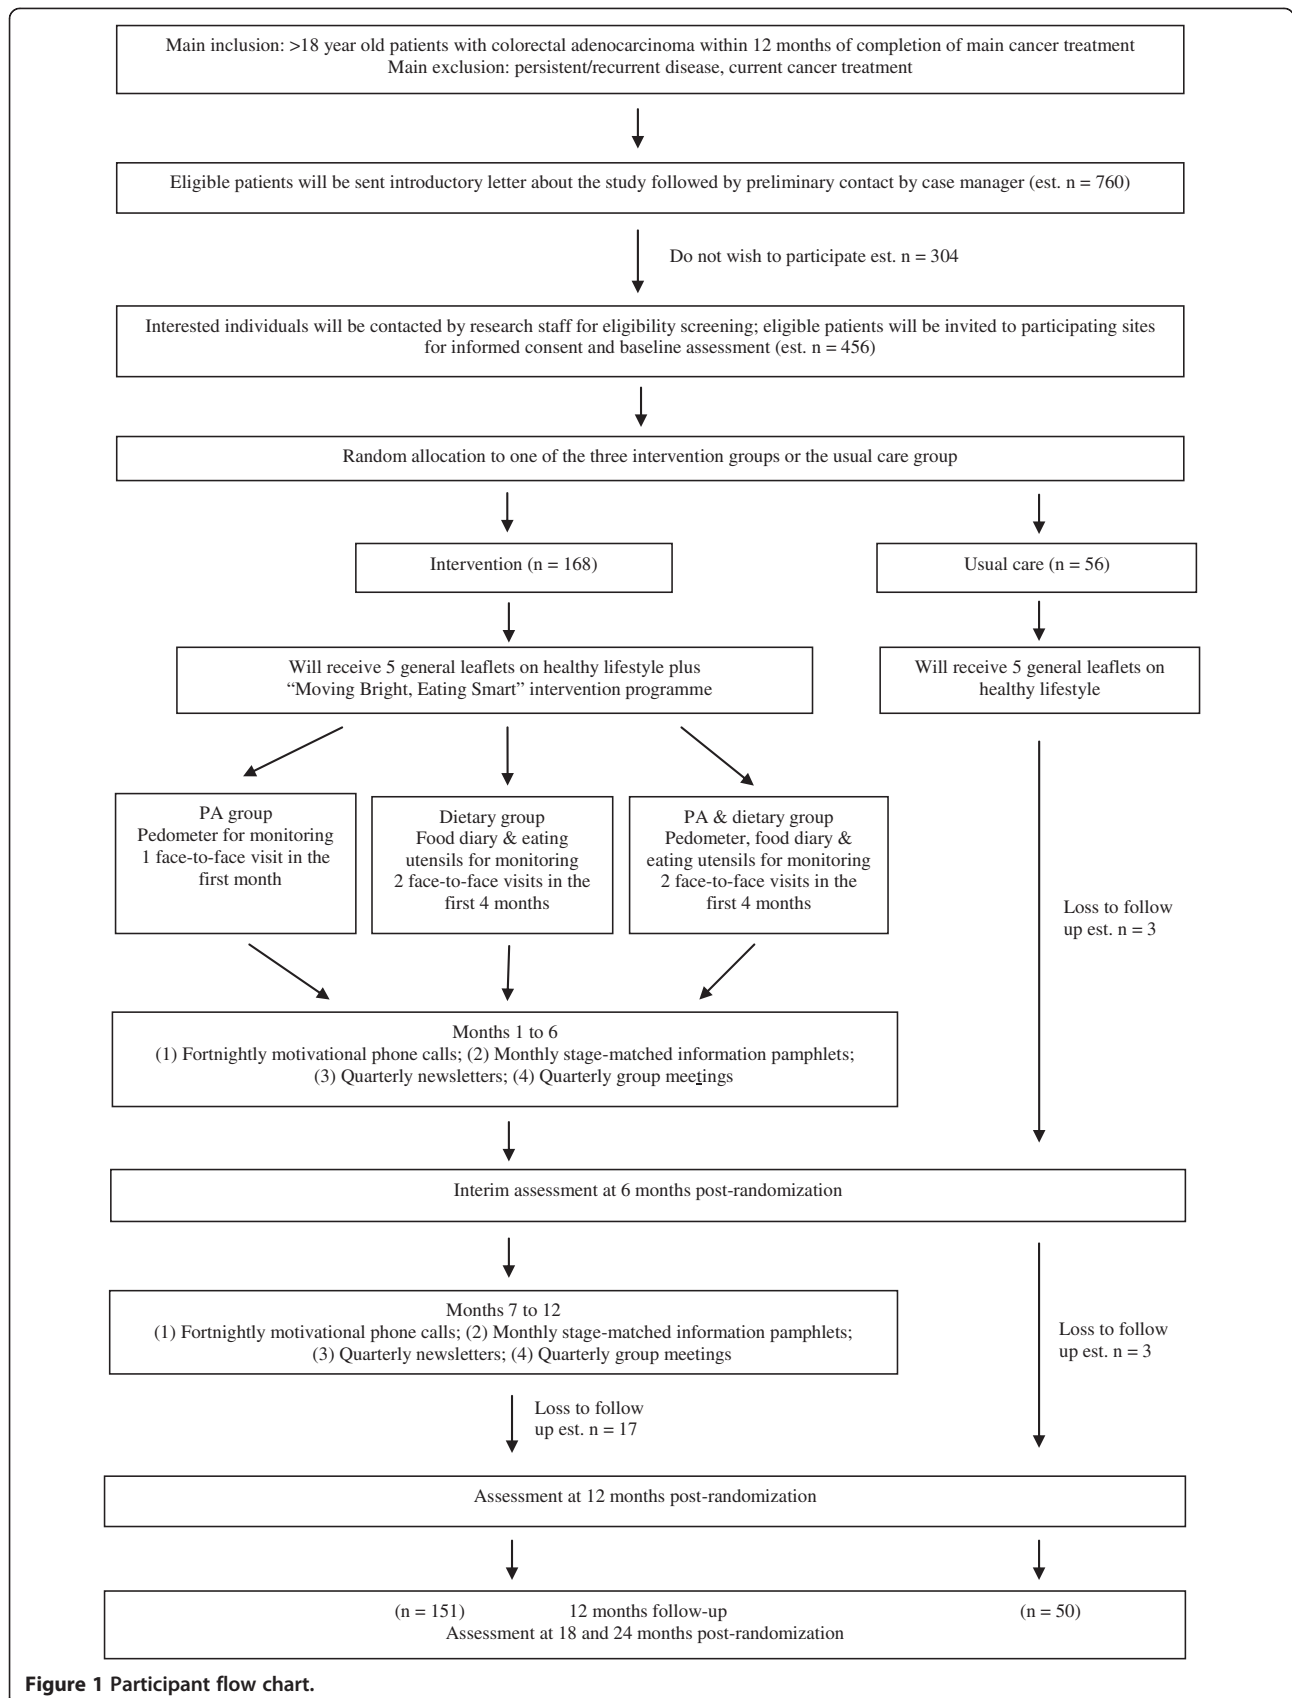 Main inclusion: >18 year old patients with colorectal adenocarcinoma within 12 months of completion of main cancer treatment
Main exclusion: persistent/recurrent disease, current cancer treatment
Eligible patients will be sent introductory letter about the study followed by preliminary contact by case manager (est. n = 760)
Do not wish to participate est. n = 304
Interested individuals will be contacted by research staff for eligibility screening; eligible patients will be invited to participating sites
for informed consent and baseline assessment (est. n = 456)
Random allocation to one of the three intervention groups or the usual care group
Intervention (n = 168)
Usual care (n = 56)
Will receive 5 general leaflets on healthy lifestyle plus
“Moving Bright, Eating Smart” intervention programme
Will receive 5 general leaflets on
healthy lifestyle
PA group
Pedometer for monitoring
1 face-to-face visit in the
first month
Dietary group
Food diary & eating
utensils for monitoring
2 face-to-face visits in the
first 4 months
PA & dietary group
Pedometer, food diary &
eating utensils for monitoring
2 face-to-face visits in the
first 4 months
Loss to follow
up est. n = 3
Months 1 to 6
(1) Fortnightly motivational phone calls; (2) Monthly stage-matched information pamphlets;
(3) Quarterly newsletters; (4) Quarterly group meetings
Interim assessment at 6 months post-randomization
Months 7 to 12
(1) Fortnightly motivational phone calls; (2) Monthly stage-matched information pamphlets;
(3) Quarterly newsletters; (4) Quarterly group meetings
Loss to follow
up est. n = 3
Loss to follow
up est. n = 17
Assessment at 12 months post-randomization
(n = 151) 12 months follow-up (n = 50)
Assessment at 18 and 24 months post-randomization
Figure 1 Participant flow chart.